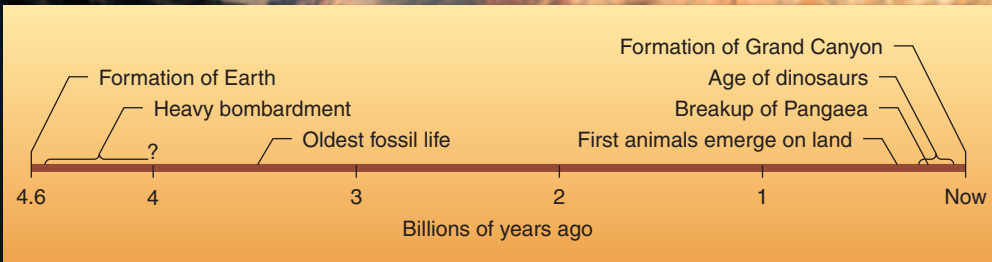 Formation of Grand Canyon
Formation of Earth
Age of dinosaurs
Heavy bombardment
Breakup of Pangaea
?
Oldest fossil life
First animals emerge on land
4.6
4
3
2
1
Now
Billions of years ago